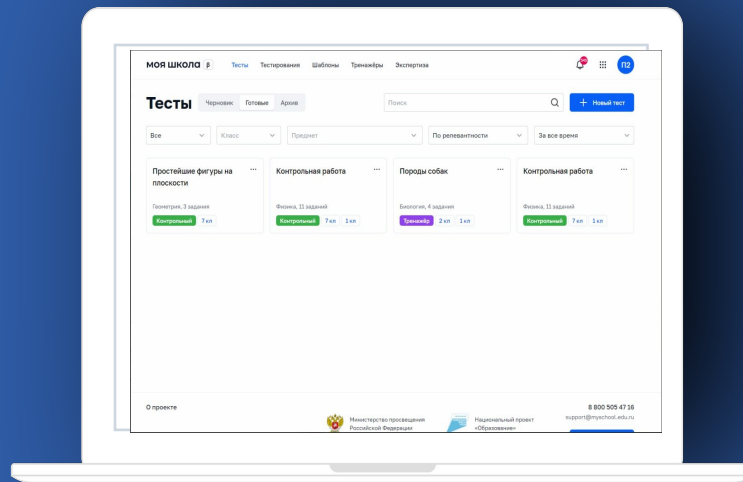 МОЯ ШКОЛА β Тесты Тестирования Шаблоны Тренажёры Экспертиза П2
Тесты Черновик Готовые Архив Поиск + Новый тест
Все Класс Предмет По релевантности За все время
Простейшие фигуры на плоскости
Геометрия, 3 задания
Контрольный 7 кл
Контрольная работа
Физика, 11 заданий
Контрольный 7 кл 1 кл
Породы собак
Биология, 4 задания
Тренажёр 2 кл 1 кл
Контрольная работа
Физика, 11 заданий
Контрольный 7 кл 1 кл
О проекте
Министерство просвещения
Российской Федерации
Национальный проект
«Образование»
8 800 505 47 16
support@myschool.edu.ru